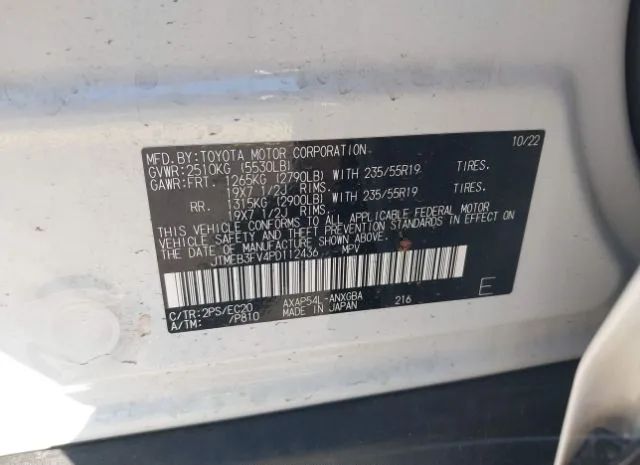 MFD. BY: TOYOTA MOTOR CORPORATION 10/22
GVWR: 2510KG (5530LB)
GAWR: FRT. 1265KG (2790LB) WITH 235/55R19 TIRES.
19X7 1/2J RIMS.
RR. 1315KG (2900LB) WITH 235/55R19 TIRES.
19X7 1/2J RIMS.
THIS VEHICLE CONFORMS TO ALL APPLICABLE FEDERAL MOTOR
VEHICLE SAFETY AND THEFT PREVENTION STANDARDS IN EFFECT ON
THE DATE OF MANUFACTURE SHOWN ABOVE.
JTMEB3FV4PD112436 MPV
C/TR: 2PS/EC20 AXAP54L-ANXGBA 216 E
A/TM: /P810 MADE IN JAPAN